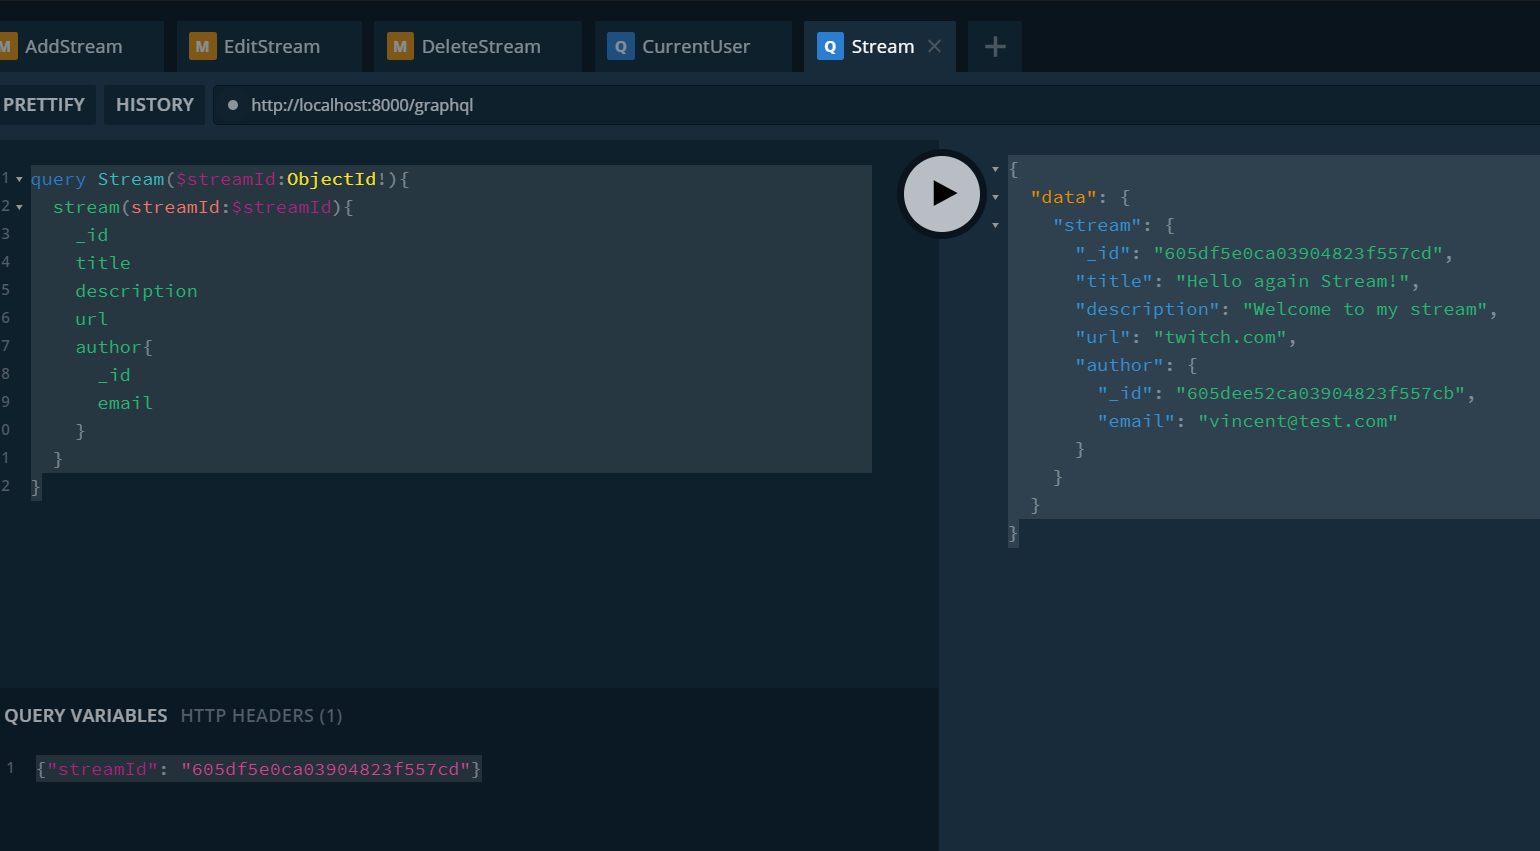 M AddStream
M EditStream
M DeleteStream
Q CurrentUser
Q Stream
PRETTIFY
HISTORY
http://localhost:8000/graphql
1 query Stream($streamId:ObjectId!){
2 stream(streamId:$streamId){
3 _id
4 title
5 description
6 url
7 author{
8 _id
9 email
0 }
1 }
2 }
{
"data": {
"stream": {
"_id": "605df5e0ca03904823f557cd",
"title": "Hello again Stream!",
"description": "Welcome to my stream",
"url": "twitch.com",
"author": {
"_id": "605dee52ca03904823f557cb",
"email": "vincent@test.com"
}
}
}
}
QUERY VARIABLES HTTP HEADERS (1)
1 {"streamId": "605df5e0ca03904823f557cd"}